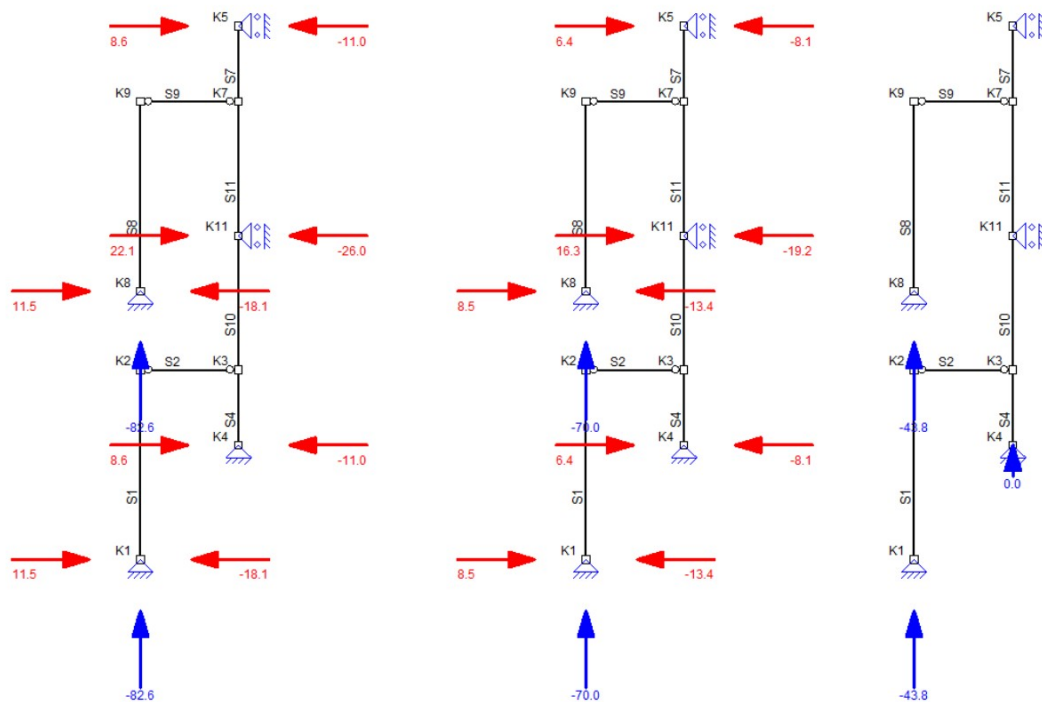 K5
8.6
-11.0
S7
K9
S9
K7
S11
S8
K11
22.1
-26.0
K8
11.5
-18.1
S10
K2
S2
K3
-82.6
S4
K4
8.6
-11.0
S1
K1
11.5
-18.1
-82.6
K5
6.4
-8.1
S7
K9
S9
K7
S11
S8
K11
16.3
-19.2
K8
8.5
-13.4
S10
K2
S2
K3
-70.0
S4
K4
6.4
-8.1
S1
K1
8.5
-13.4
-70.0
K5
S7
K9
S9
K7
S11
S8
K11
K8
S10
K2
S2
K3
-43.8
S4
K4
0.0
S1
K1
-43.8